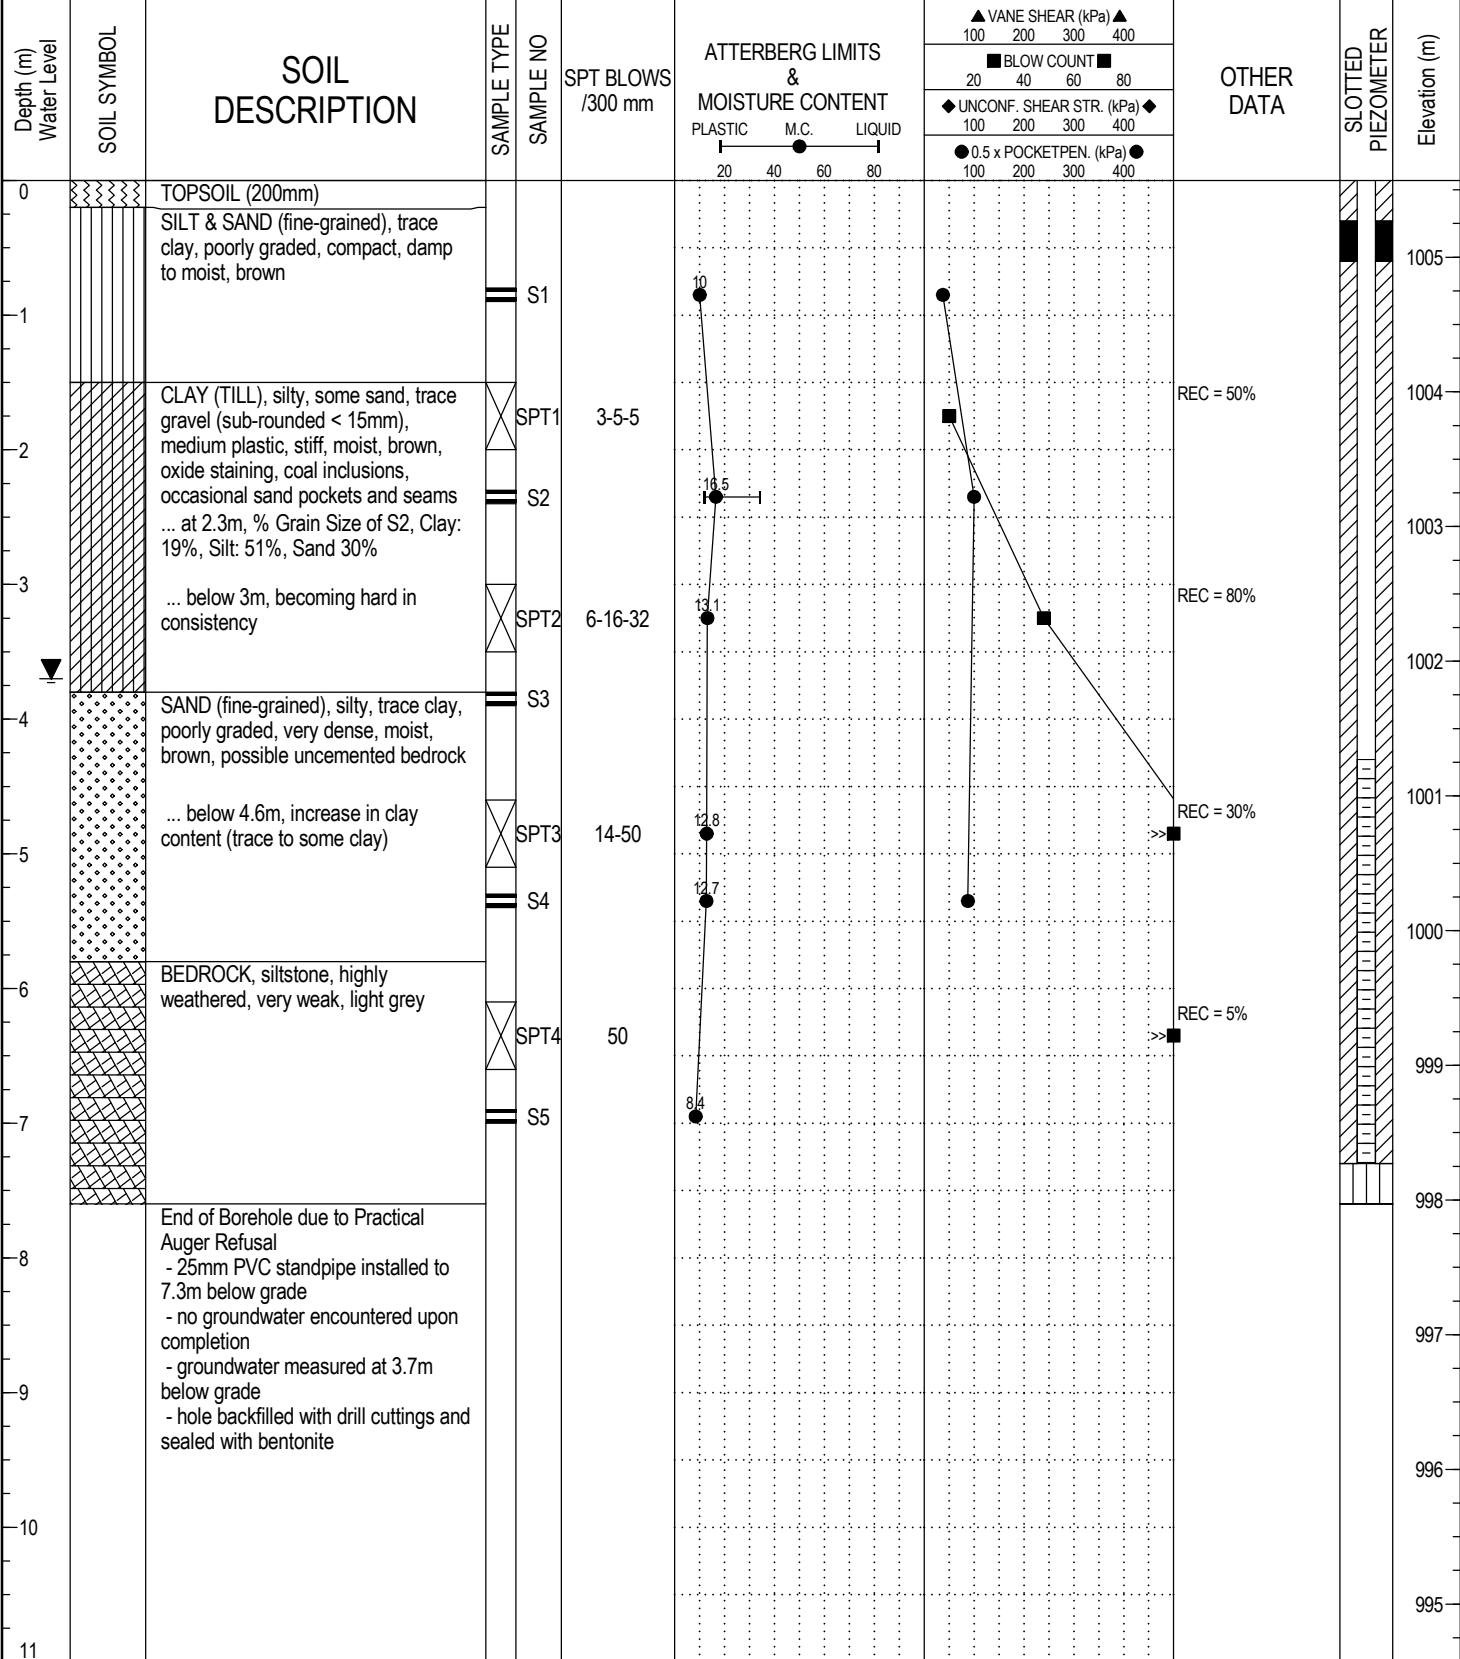 Depth (m)
Water Level
SOIL SYMBOL
SOIL
DESCRIPTION
SAMPLE TYPE
SAMPLE NO
SPT BLOWS
/300 mm
ATTERBERG LIMITS
&
MOISTURE CONTENT
PLASTIC M.C. LIQUID
20 40 60 80
▲ VANE SHEAR (kPa) ▲
100 200 300 400
■ BLOW COUNT ■
20 40 60 80
◆ UNCONF. SHEAR STR. (kPa) ◆
100 200 300 400
● 0.5 x POCKETPEN. (kPa) ●
100 200 300 400
OTHER
DATA
SLOTTED
PIEZOMETER
Elevation (m)
0
TOPSOIL (200mm)
SILT & SAND (fine-grained), trace
clay, poorly graded, compact, damp
to moist, brown
1005
S1
10
1
CLAY (TILL), silty, some sand, trace
gravel (sub-rounded < 15mm),
medium plastic, stiff, moist, brown,
oxide staining, coal inclusions,
occasional sand pockets and seams
SPT1
3-5-5
REC = 50%
1004
2
S2
16.5
... at 2.3m, % Grain Size of S2, Clay:
19%, Silt: 51%, Sand 30%
1003
3
... below 3m, becoming hard in
consistency
SPT2
6-16-32
13.1
REC = 80%
1002
S3
SAND (fine-grained), silty, trace clay,
poorly graded, very dense, moist,
brown, possible uncemented bedrock
4
... below 4.6m, increase in clay
content (trace to some clay)
SPT3
14-50
12.8
>>
REC = 30%
1001
5
S4
12.7
1000
BEDROCK, siltstone, highly
weathered, very weak, light grey
6
SPT4
50
>>
REC = 5%
999
S5
8.4
7
998
End of Borehole due to Practical
Auger Refusal
- 25mm PVC standpipe installed to
7.3m below grade
- no groundwater encountered upon
completion
- groundwater measured at 3.7m
below grade
- hole backfilled with drill cuttings and
sealed with bentonite
8
997
9
996
10
995
11